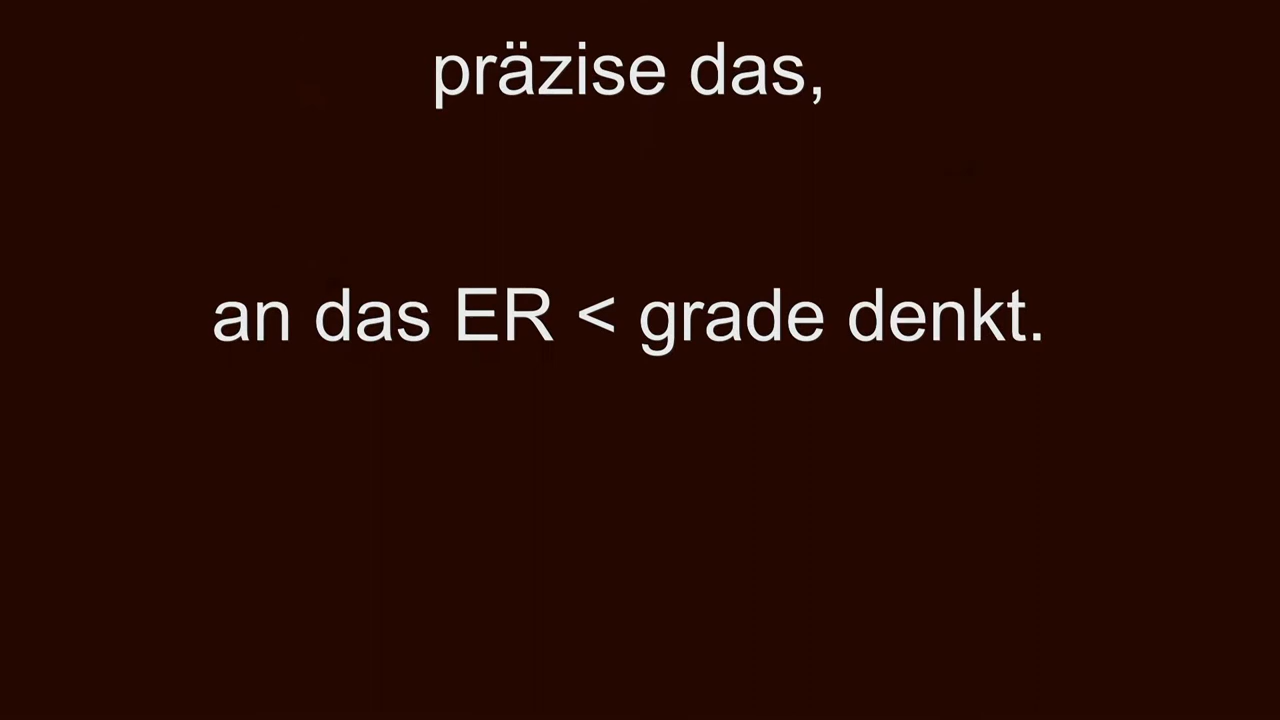 präzise das,
an das ER < grade denkt.